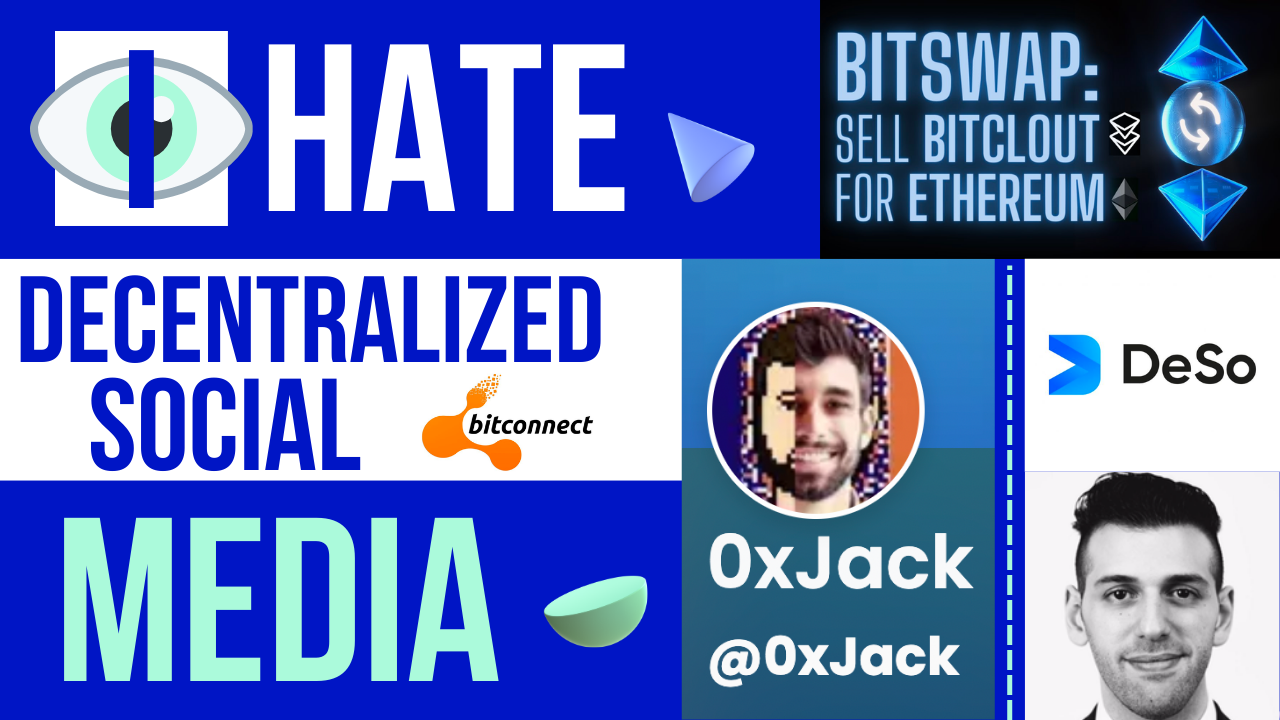 I HATE
DECENTRALIZED
SOCIAL
bitconnect
MEDIA
BITSWAP:
SELL BITCLOUT
FOR ETHEREUM
0xJack
@0xJack
DeSo